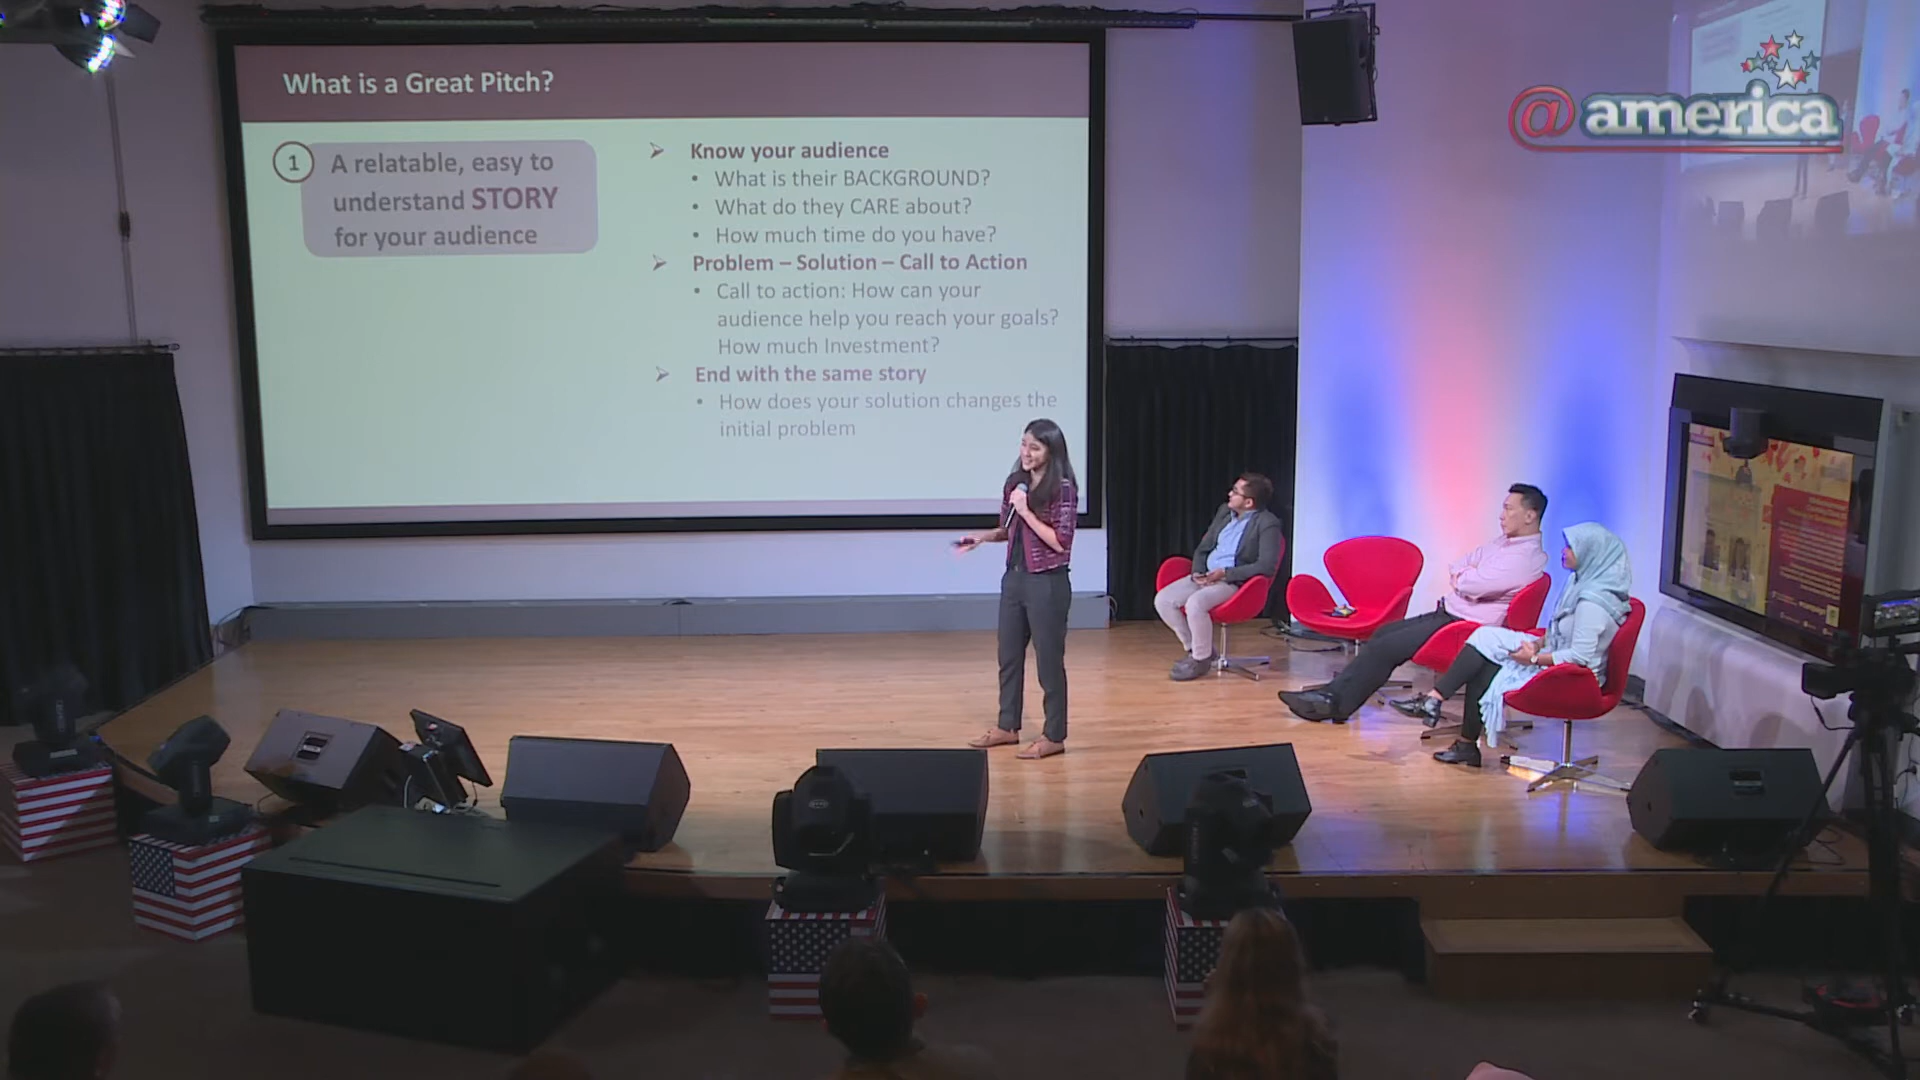 What is a Great Pitch?
1
A relatable, easy to
understand STORY
for your audience
➢ Know your audience
• What is their BACKGROUND?
• What do they CARE about?
• How much time do you have?
➢ Problem – Solution – Call to Action
• Call to action: How can your
audience help you reach your goals?
How much Investment?
➢ End with the same story
• How does your solution changes the
initial problem
@america